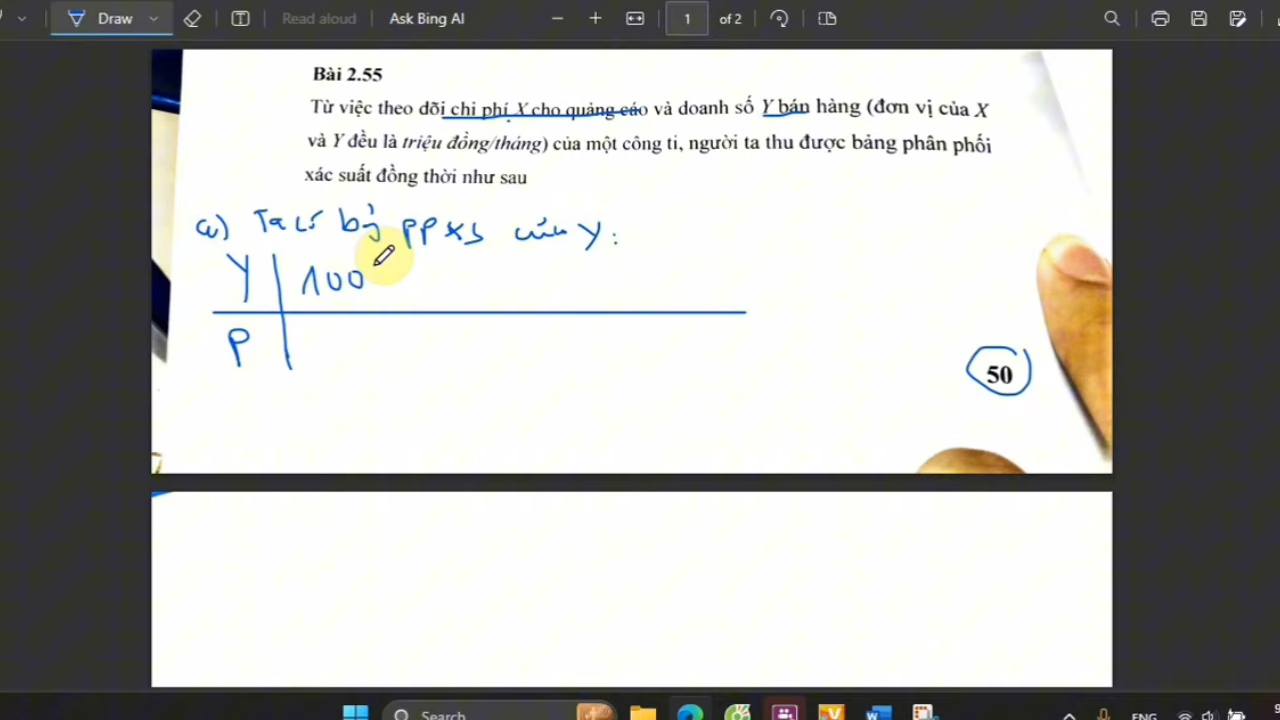 Draw
Read aloud
Ask Bing AI
1 of 2
Bài 2.55
Từ việc theo dõi chi phí X cho quảng cáo và doanh số Y bán hàng (đơn vị của X
và Y đều là triệu đồng/tháng) của một công ti, người ta thu được bảng phân phối
xác suất đồng thời như sau
a) Ta có bảng PPXS của Y:
Y 100
P
50
Search
ENG